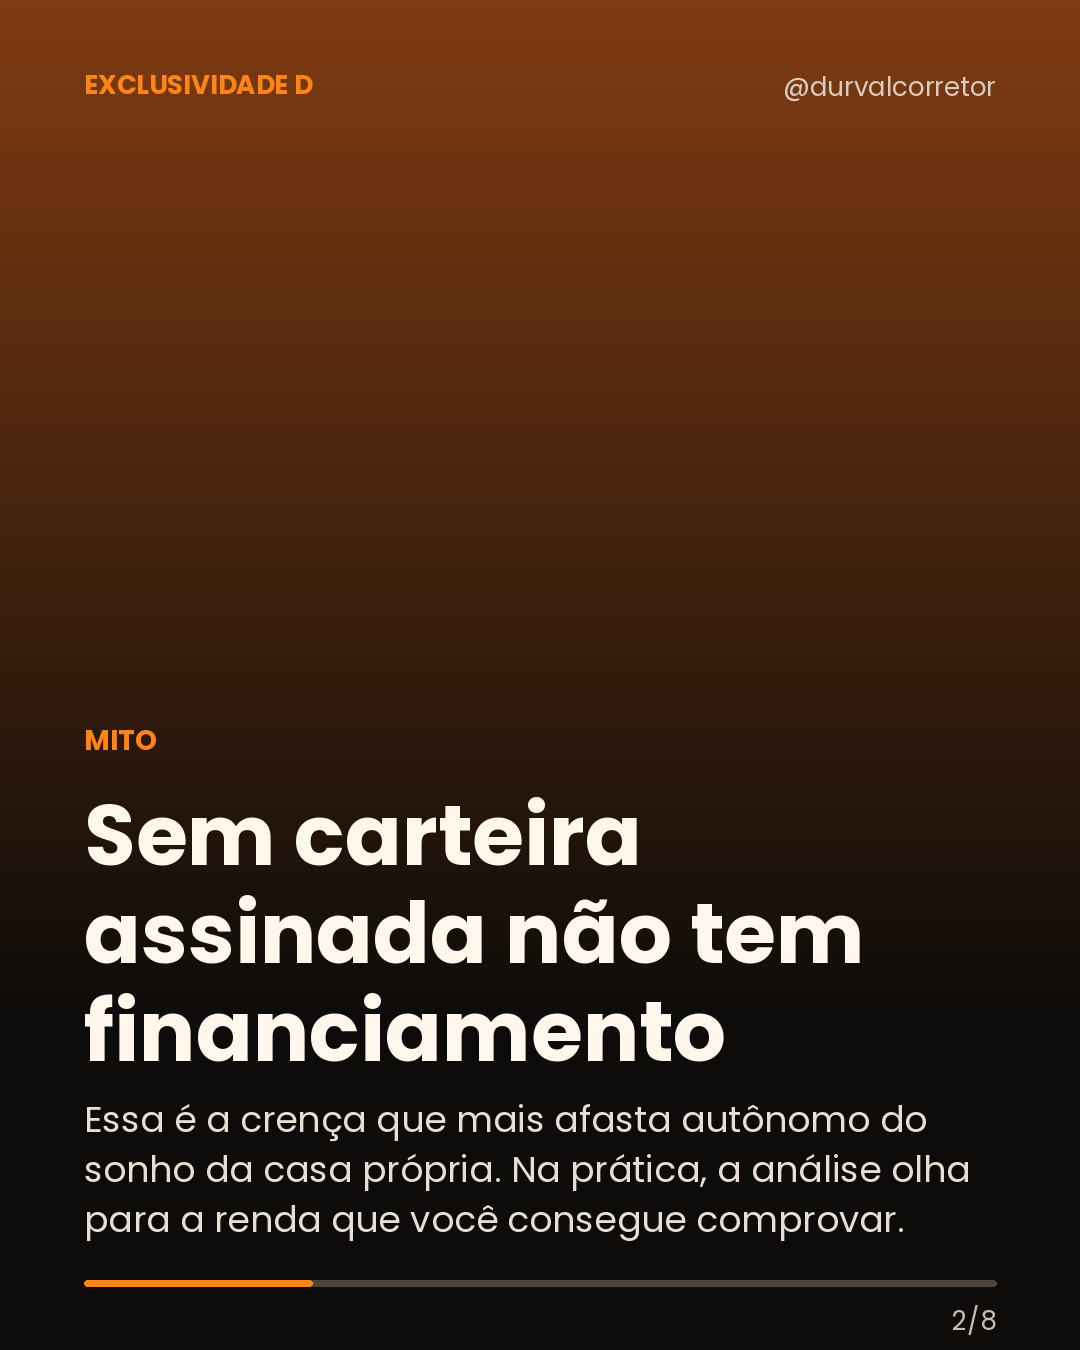 EXCLUSIVIDADE D
@durvalcorretor
MITO
Sem carteira
assinada não tem
financiamento
Essa é a crença que mais afasta autônomo do
sonho da casa própria. Na prática, a análise olha
para a renda que você consegue comprovar.
2/8